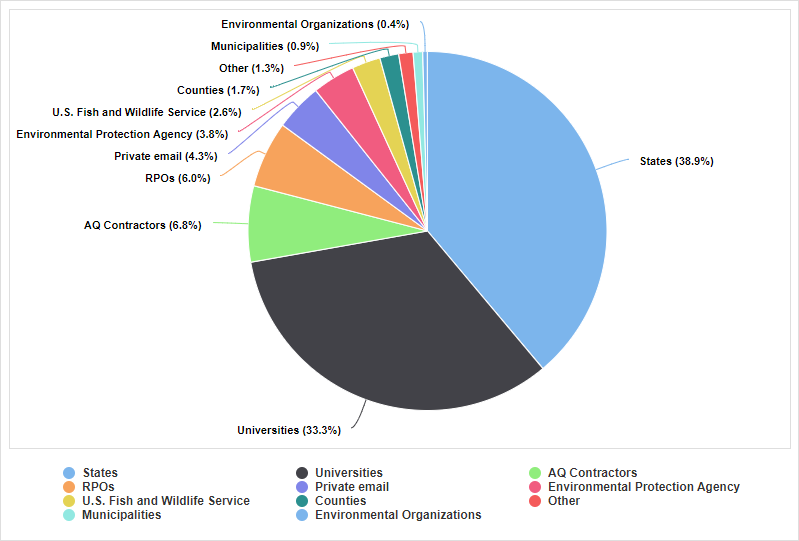 Environmental Organizations (0.4%)
Municipalities (0.9%)
Other (1.3%)
Counties (1.7%)
U.S. Fish and Wildlife Service (2.6%)
Environmental Protection Agency (3.8%)
Private email (4.3%)
RPOs (6.0%)
AQ Contractors (6.8%)
States (38.9%)
Universities (33.3%)
States Universities AQ Contractors
RPOs Private email Environmental Protection Agency
U.S. Fish and Wildlife Service Counties Other
Municipalities Environmental Organizations